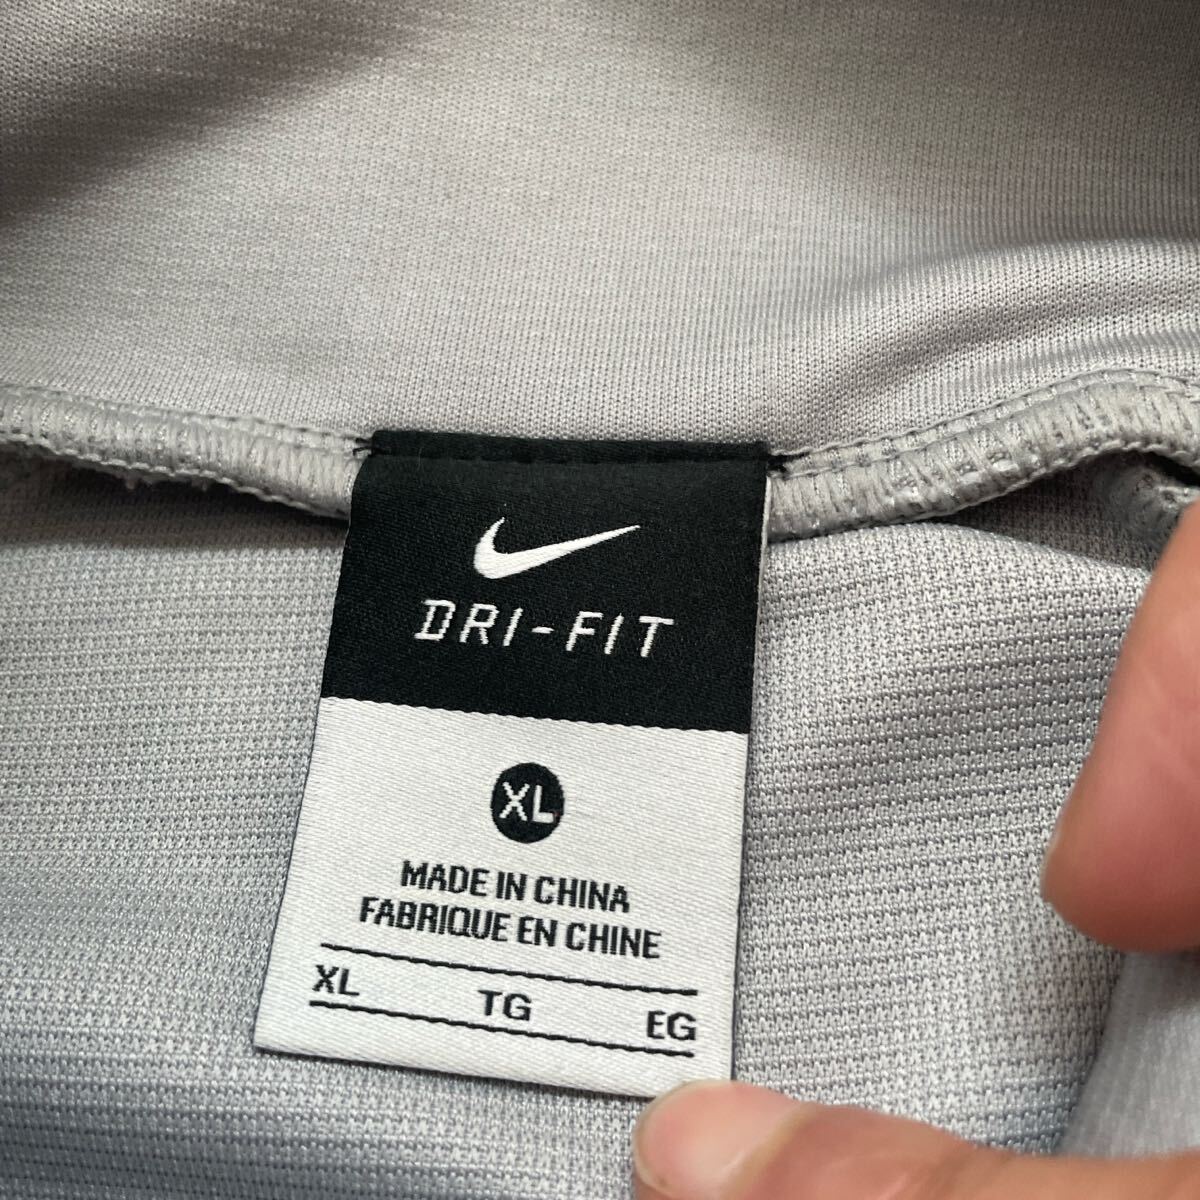 DRI-FIT
XL
MADE IN CHINA
FABRIQUE EN CHINE
XL TG EG